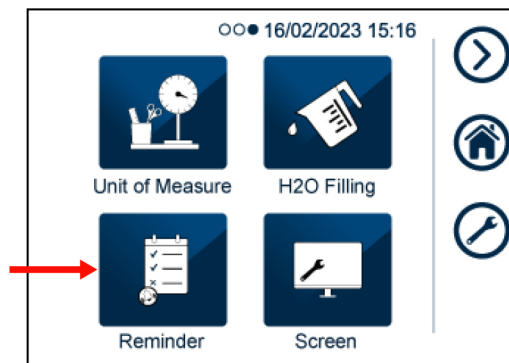 16/02/2023 15:16
Unit of Measure
H2O Filling
Reminder
Screen